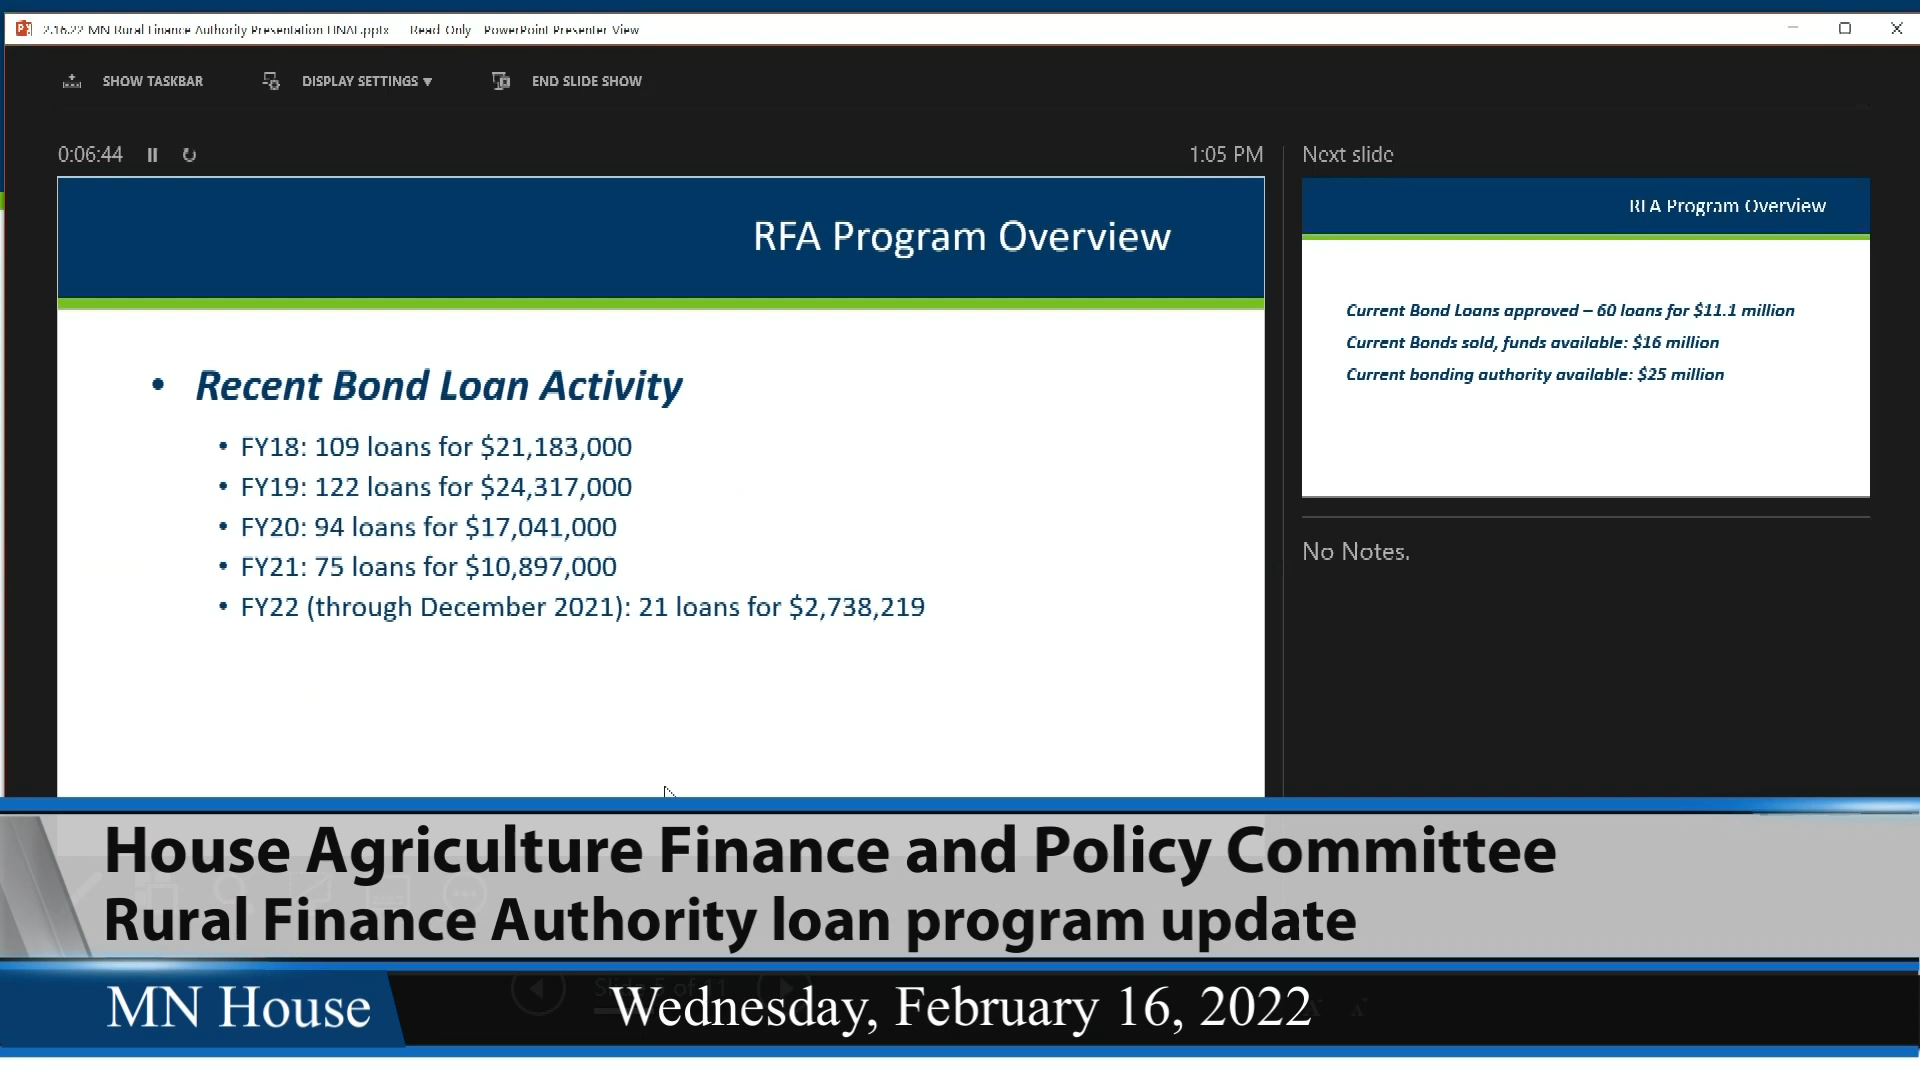 2.16.22 MN Rural Finance Authority Presentation FINAL.pptx - Read-Only - PowerPoint Presenter View
SHOW TASKBAR
DISPLAY SETTINGS ▼
END SLIDE SHOW
0:06:44
1:05 PM
RFA Program Overview
• Recent Bond Loan Activity
• FY18: 109 loans for $21,183,000
• FY19: 122 loans for $24,317,000
• FY20: 94 loans for $17,041,000
• FY21: 75 loans for $10,897,000
• FY22 (through December 2021): 21 loans for $2,738,219
Next slide
RFA Program Overview
Current Bond Loans approved – 60 loans for $11.1 million
Current Bonds sold, funds available: $16 million
Current bonding authority available: $25 million
No Notes.
House Agriculture Finance and Policy Committee
Rural Finance Authority loan program update
MN House
Wednesday, February 16, 2022